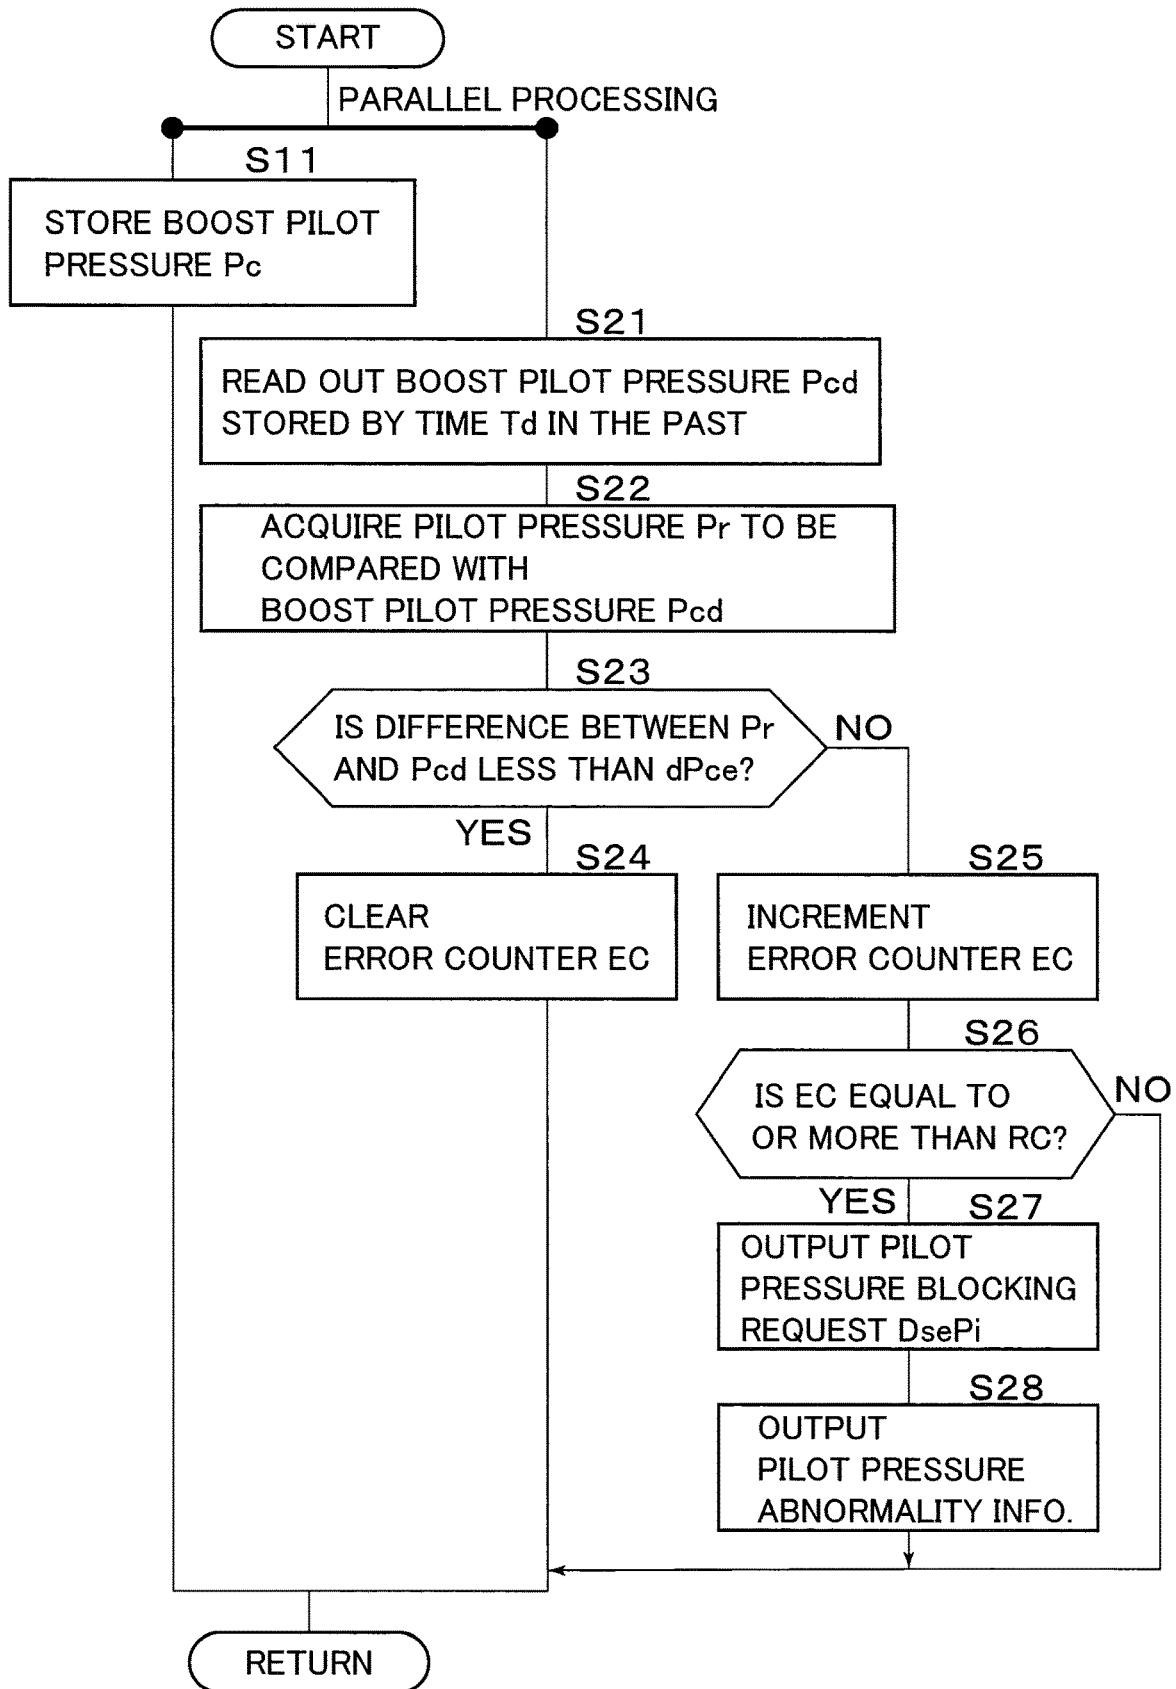 START
PARALLEL PROCESSING
S11
STORE BOOST PILOT
PRESSURE Pc
S21
READ OUT BOOST PILOT PRESSURE Pcd
STORED BY TIME Td IN THE PAST
S22
ACQUIRE PILOT PRESSURE Pr TO BE
COMPARED WITH
BOOST PILOT PRESSURE Pcd
S23
IS DIFFERENCE BETWEEN Pr
AND Pcd LESS THAN dPce?
NO
YES
S24
CLEAR
ERROR COUNTER EC
S25
INCREMENT
ERROR COUNTER EC
S26
IS EC EQUAL TO
OR MORE THAN RC?
NO
YES
S27
OUTPUT PILOT
PRESSURE BLOCKING
REQUEST DsePi
S28
OUTPUT
PILOT PRESSURE
ABNORMALITY INFO.
RETURN